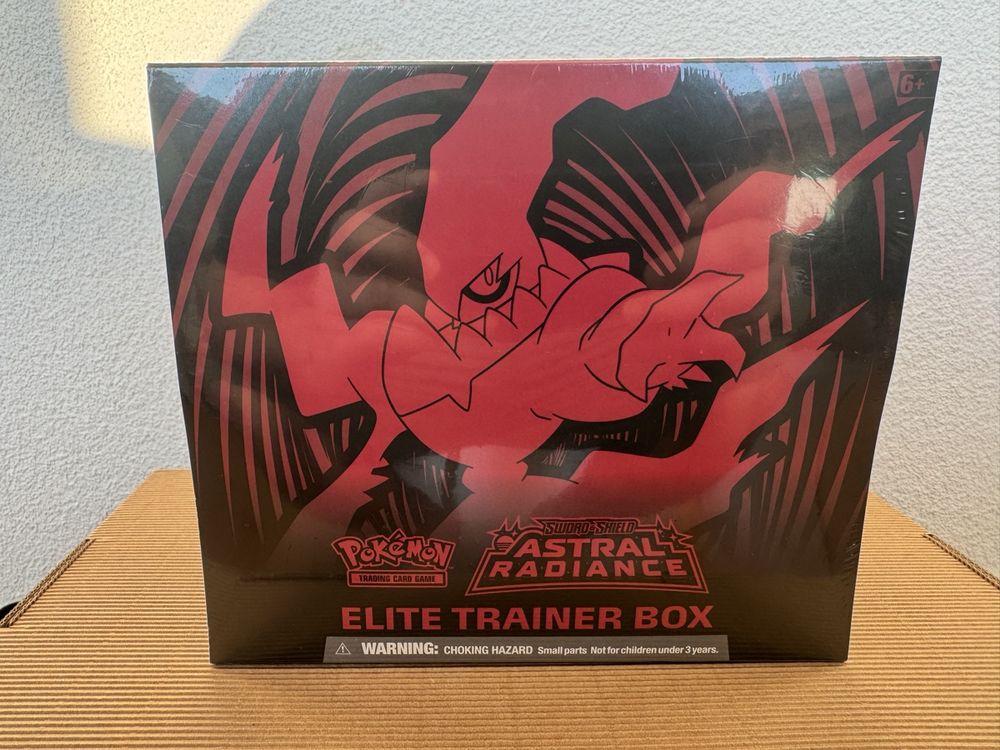 6+
POKéMON
TRADING CARD GAME
SWORD & SHIELD
ASTRAL
RADIANCE
ELITE TRAINER BOX
WARNING: CHOKING HAZARD Small parts Not for children under 3 years.